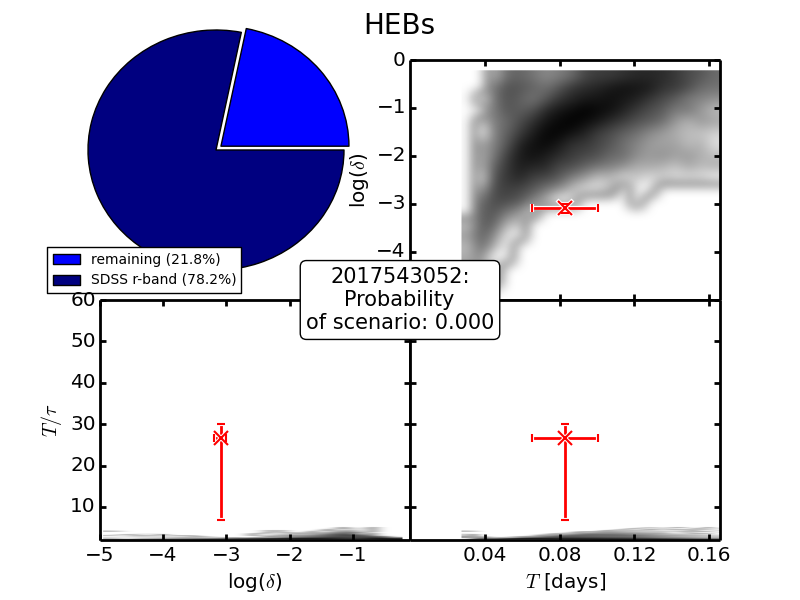 HEBs
remaining (21.8%)
SDSS r-band (78.2%)
0
−1
−2
−3
−4
log(δ)
2017543052:
Probability
of scenario: 0.000
60
50
40
30
20
10
T/τ
−5 −4 −3 −2 −1
log(δ)
0.04 0.08 0.12 0.16
T [days]